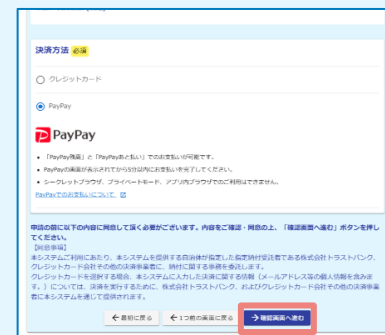 決済方法 必須
クレジットカード
PayPay
PayPay
• 「PayPay残高」と「PayPayあと払い」でのお支払いが可能です。
• PayPayの画面が表示されてから5分以内にお支払いを完了してください。
• シークレットブラウザ、プライベートモード、アプリ内ブラウザでのご利用はできません。
PayPayでのお支払いについて
申請の前に以下の内容に同意して頂く必要がございます。内容をご確認・同意の上、「確認画面へ進む」ボタンを押し
てください。
【同意事項】
本システムご利用にあたり、本システムを提供する自治体が指定した指定納付受託者である株式会社トラストバンク、
クレジットカード会社その他の決済事業者に、納付に関する事務を委託します。
クレジットカードを選択する場合、本システムに入力した決済に関する情報（メールアドレス等の個人情報を含みま
す。）については、決済を実行するために、株式会社トラストバンク、およびクレジットカード会社その他の決済事業
者に本システムを通じて提供されます。
← 最初に戻る ← 1つ前の画面に戻る → 確認画面へ進む